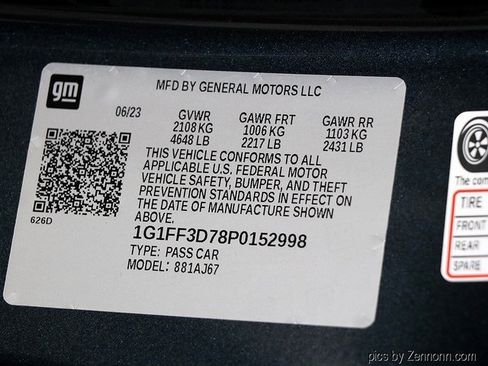 gm
MFD BY GENERAL MOTORS LLC
06/23 GVWR GAWR FRT GAWR RR
2108 KG 1006 KG 1103 KG
4648 LB 2217 LB 2431 LB
THIS VEHICLE CONFORMS TO ALL
APPLICABLE U.S. FEDERAL MOTOR
VEHICLE SAFETY, BUMPER, AND THEFT
PREVENTION STANDARDS IN EFFECT ON
THE DATE OF MANUFACTURE SHOWN
ABOVE.
626D
1G1FF3D78P0152998
TYPE: PASS CAR
MODEL: 881AJ67
The com
TIRE
FRONT
REAR
SPARE
pics by Zennonn.com